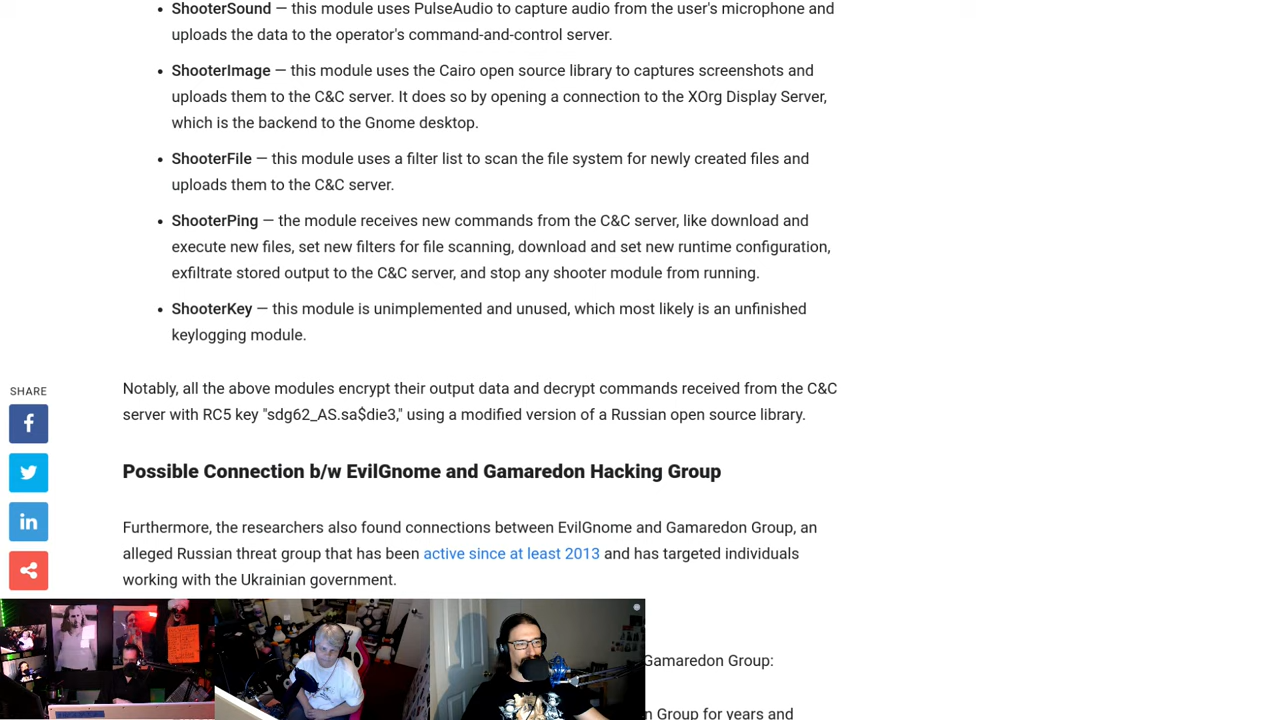 ShooterSound — this module uses PulseAudio to capture audio from the user's microphone and
uploads the data to the operator's command-and-control server.
ShooterImage — this module uses the Cairo open source library to captures screenshots and
uploads them to the C&C server. It does so by opening a connection to the XOrg Display Server,
which is the backend to the Gnome desktop.
ShooterFile — this module uses a filter list to scan the file system for newly created files and
uploads them to the C&C server.
ShooterPing — the module receives new commands from the C&C server, like download and
execute new files, set new filters for file scanning, download and set new runtime configuration,
exfiltrate stored output to the C&C server, and stop any shooter module from running.
ShooterKey — this module is unimplemented and unused, which most likely is an unfinished
keylogging module.
SHARE
Notably, all the above modules encrypt their output data and decrypt commands received from the C&C
server with RC5 key "sdg62_AS.sa$die3," using a modified version of a Russian open source library.
Possible Connection b/w EvilGnome and Gamaredon Hacking Group
Furthermore, the researchers also found connections between EvilGnome and Gamaredon Group, an
alleged Russian threat group that has been active since at least 2013 and has targeted individuals
working with the Ukrainian government.
Gamaredon Group:
Group for years and